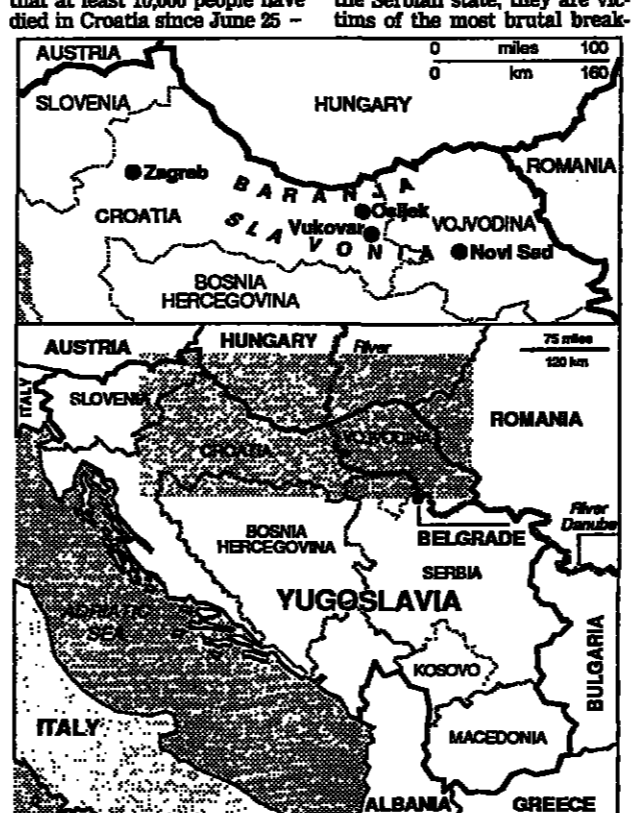 that at least 10,000 people have
died in Croatia since June 25 –
the Serbian state, they are vic-
tims of the most brutal break-
AUSTRIA
0 miles 100
0 km 160
SLOVENIA
HUNGARY
ROMANIA
Zagreb
BARANJA
Osijek
CROATIA
SLAVONIA
Vukovar
VOJVODINA
Novi Sad
BOSNIA
HERCEGOVINA
AUSTRIA
HUNGARY
River
75 miles
120 km
ITALY
SLOVENIA
ROMANIA
CROATIA
VOJVODINA
River
Danube
BOSNIA
HERCEGOVINA
BELGRADE
SERBIA
YUGOSLAVIA
ADRIATIC
SEA
BULGARIA
KOSOVO
ITALY
MACEDONIA
ALBANIA
GREECE